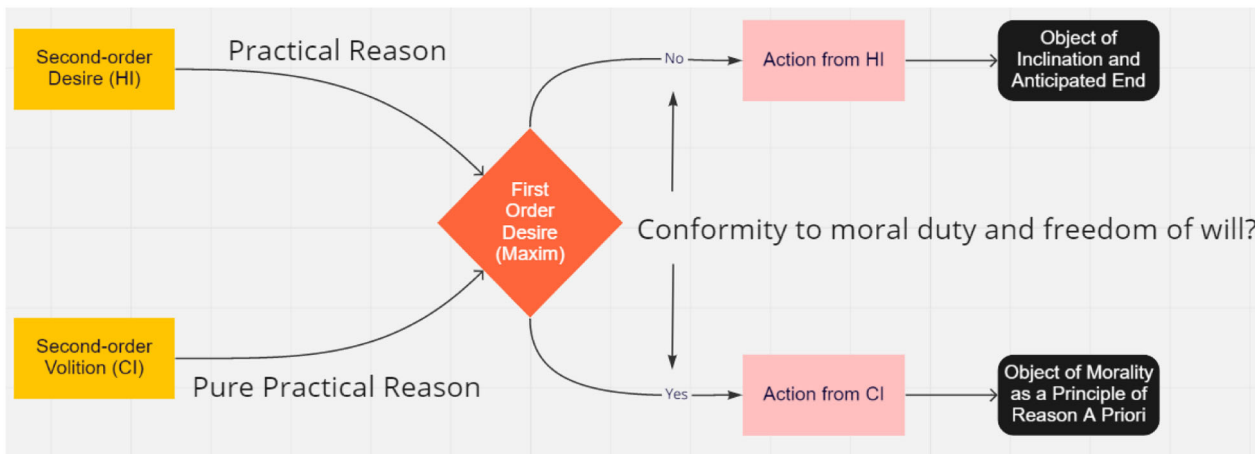 Second-order
Desire (HI)
Practical Reason
No
Action from HI
Object of
Inclination and
Anticipated End
First
Order
Desire
(Maxim)
Conformity to moral duty and freedom of will?
Second-order
Volition (CI)
Pure Practical Reason
Yes
Action from CI
Object of Morality
as a Principle of
Reason A Priori